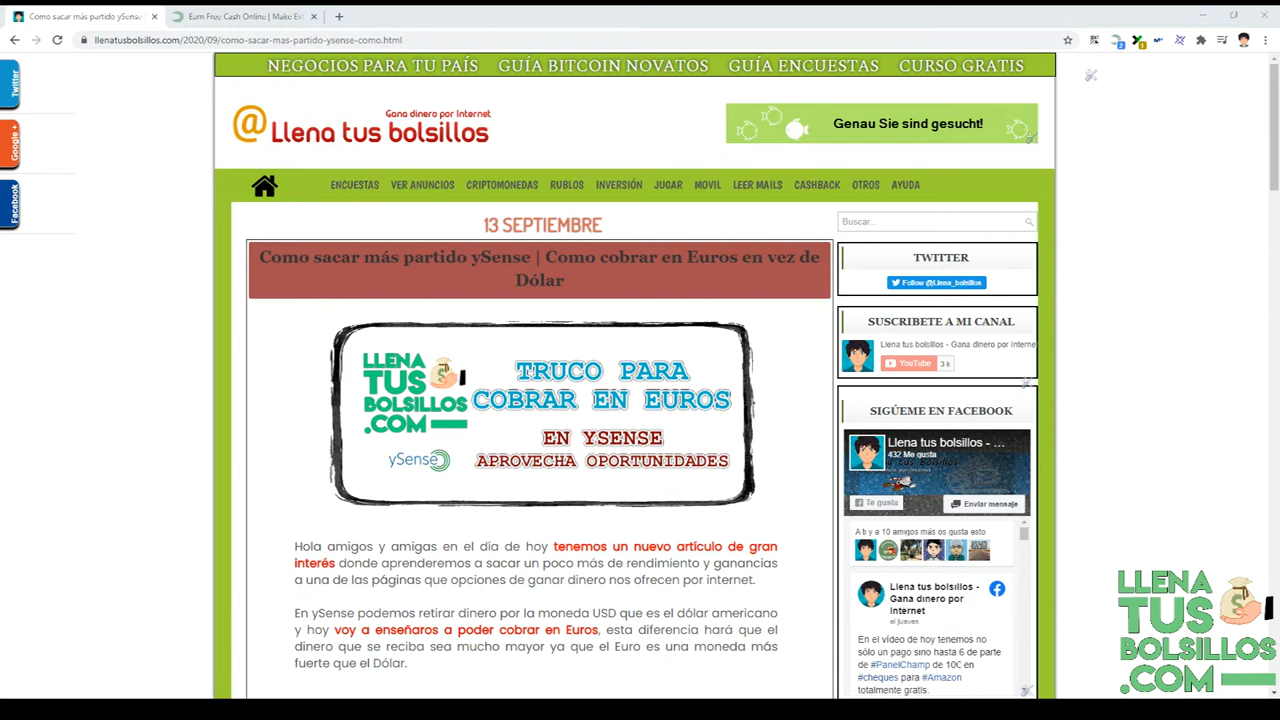 Como sacar más partido ySense
Earn Free Cash Online | Make Ex
llenatusbolsillos.com/2020/09/como-sacar-mas-partido-ysense-como.html
Twitter
Google +
Facebook
NEGOCIOS PARA TU PAÍS GUÍA BITCOIN NOVATOS GUÍA ENCUESTAS CURSO GRATIS
Gana dinero por Internet
@Llena tus bolsillos
Genau Sie sind gesucht!
ENCUESTAS VER ANUNCIOS CRIPTOMONEDAS RUBLOS INVERSIÓN JUGAR MOVIL LEER MAILS CASHBACK OTROS AYUDA
13 SEPTIEMBRE
Como sacar más partido ySense | Como cobrar en Euros en vez de
Dólar
LLENA
TUS
BOLSILLOS
.COM
TRUCO PARA
COBRAR EN EUROS
ySense
EN YSENSE
APROVECHA OPORTUNIDADES
Hola amigos y amigas en el día de hoy tenemos un nuevo artículo de gran
interés donde aprenderemos a sacar un poco más de rendimiento y ganancias
a una de las páginas que opciones de ganar dinero nos ofrecen por internet.
En ySense podemos retirar dinero por la moneda USD que es el dólar americano
y hoy voy a enseñaros a poder cobrar en Euros, esta diferencia hará que el
dinero que se reciba sea mucho mayor ya que el Euro es una moneda más
fuerte que el Dólar.
Buscar...
TWITTER
Follow @Llena_bolsillos
SUSCRIBETE A MI CANAL
Llena tus bolsillos - Gana dinero por Interne
YouTube 3 k
SIGÚEME EN FACEBOOK
Llena tus bolsillos - ...
432 Me gusta
Te gusta
Enviar mensaje
A ti y a 10 amigos más os gusta esto
Llena tus bolsillos -
Gana dinero por
Internet
el jueves
En el vídeo de hoy tenemos no
sólo un pago sino hasta 6 de parte
de #PanelChamp de 10€ en
#cheques para #Amazon
totalmente gratis.
LLENA
TUS
BOLSILLOS
.COM